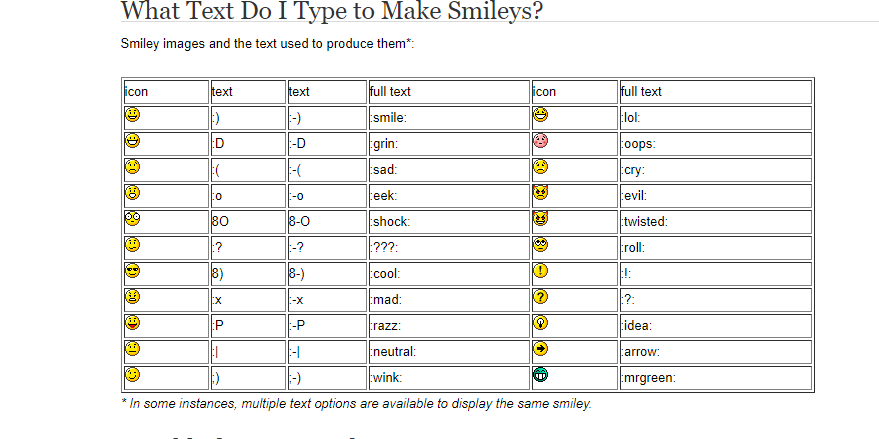 What Text Do I Type to Make Smileys?
Smiley images and the text used to produce them*:
icon text text full text icon full text
:) :-) :smile: :lol:
:D :-D :grin: :oops:
:( :-( :sad: :cry:
:o :-o :eek: :evil:
8O 8-O :shock: :twisted:
:? :-? :???: :roll:
8) 8-) :cool: :!:
:x :-x :mad: :?:
:P :-P :razz: :idea:
:| :-| :neutral: :arrow:
;) ;-) :wink: :mrgreen:
* In some instances, multiple text options are available to display the same smiley.